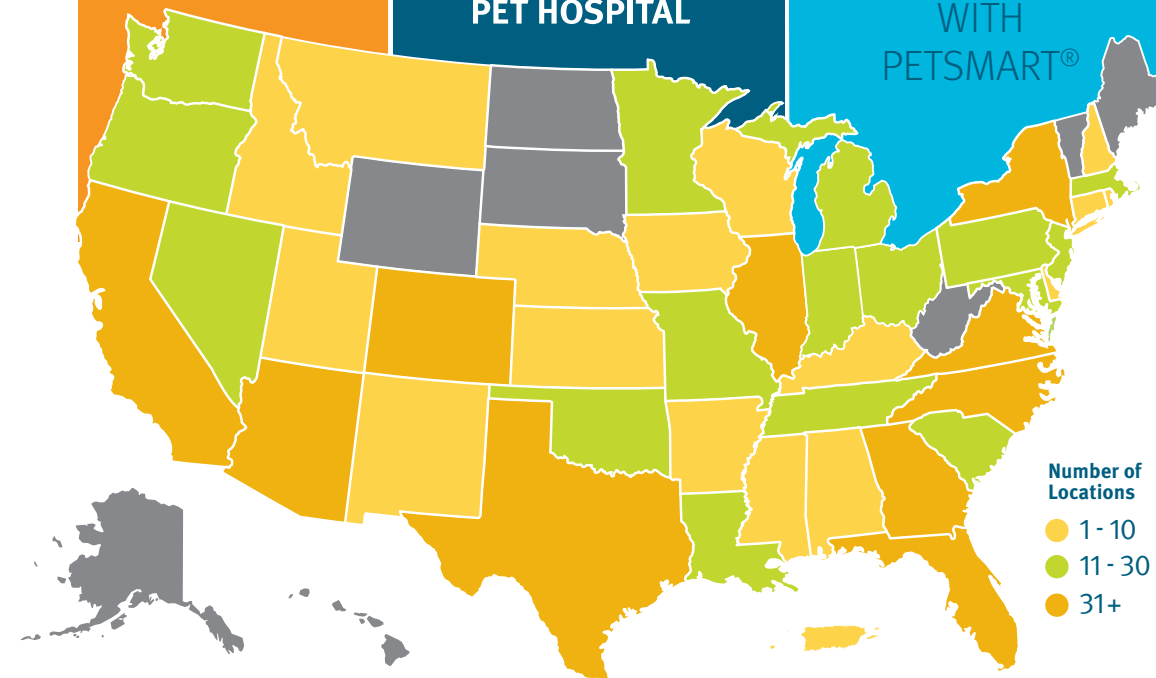 PET HOSPITAL
WITH
PETSMART®
Number of
Locations
1 - 10
11 - 30
31+